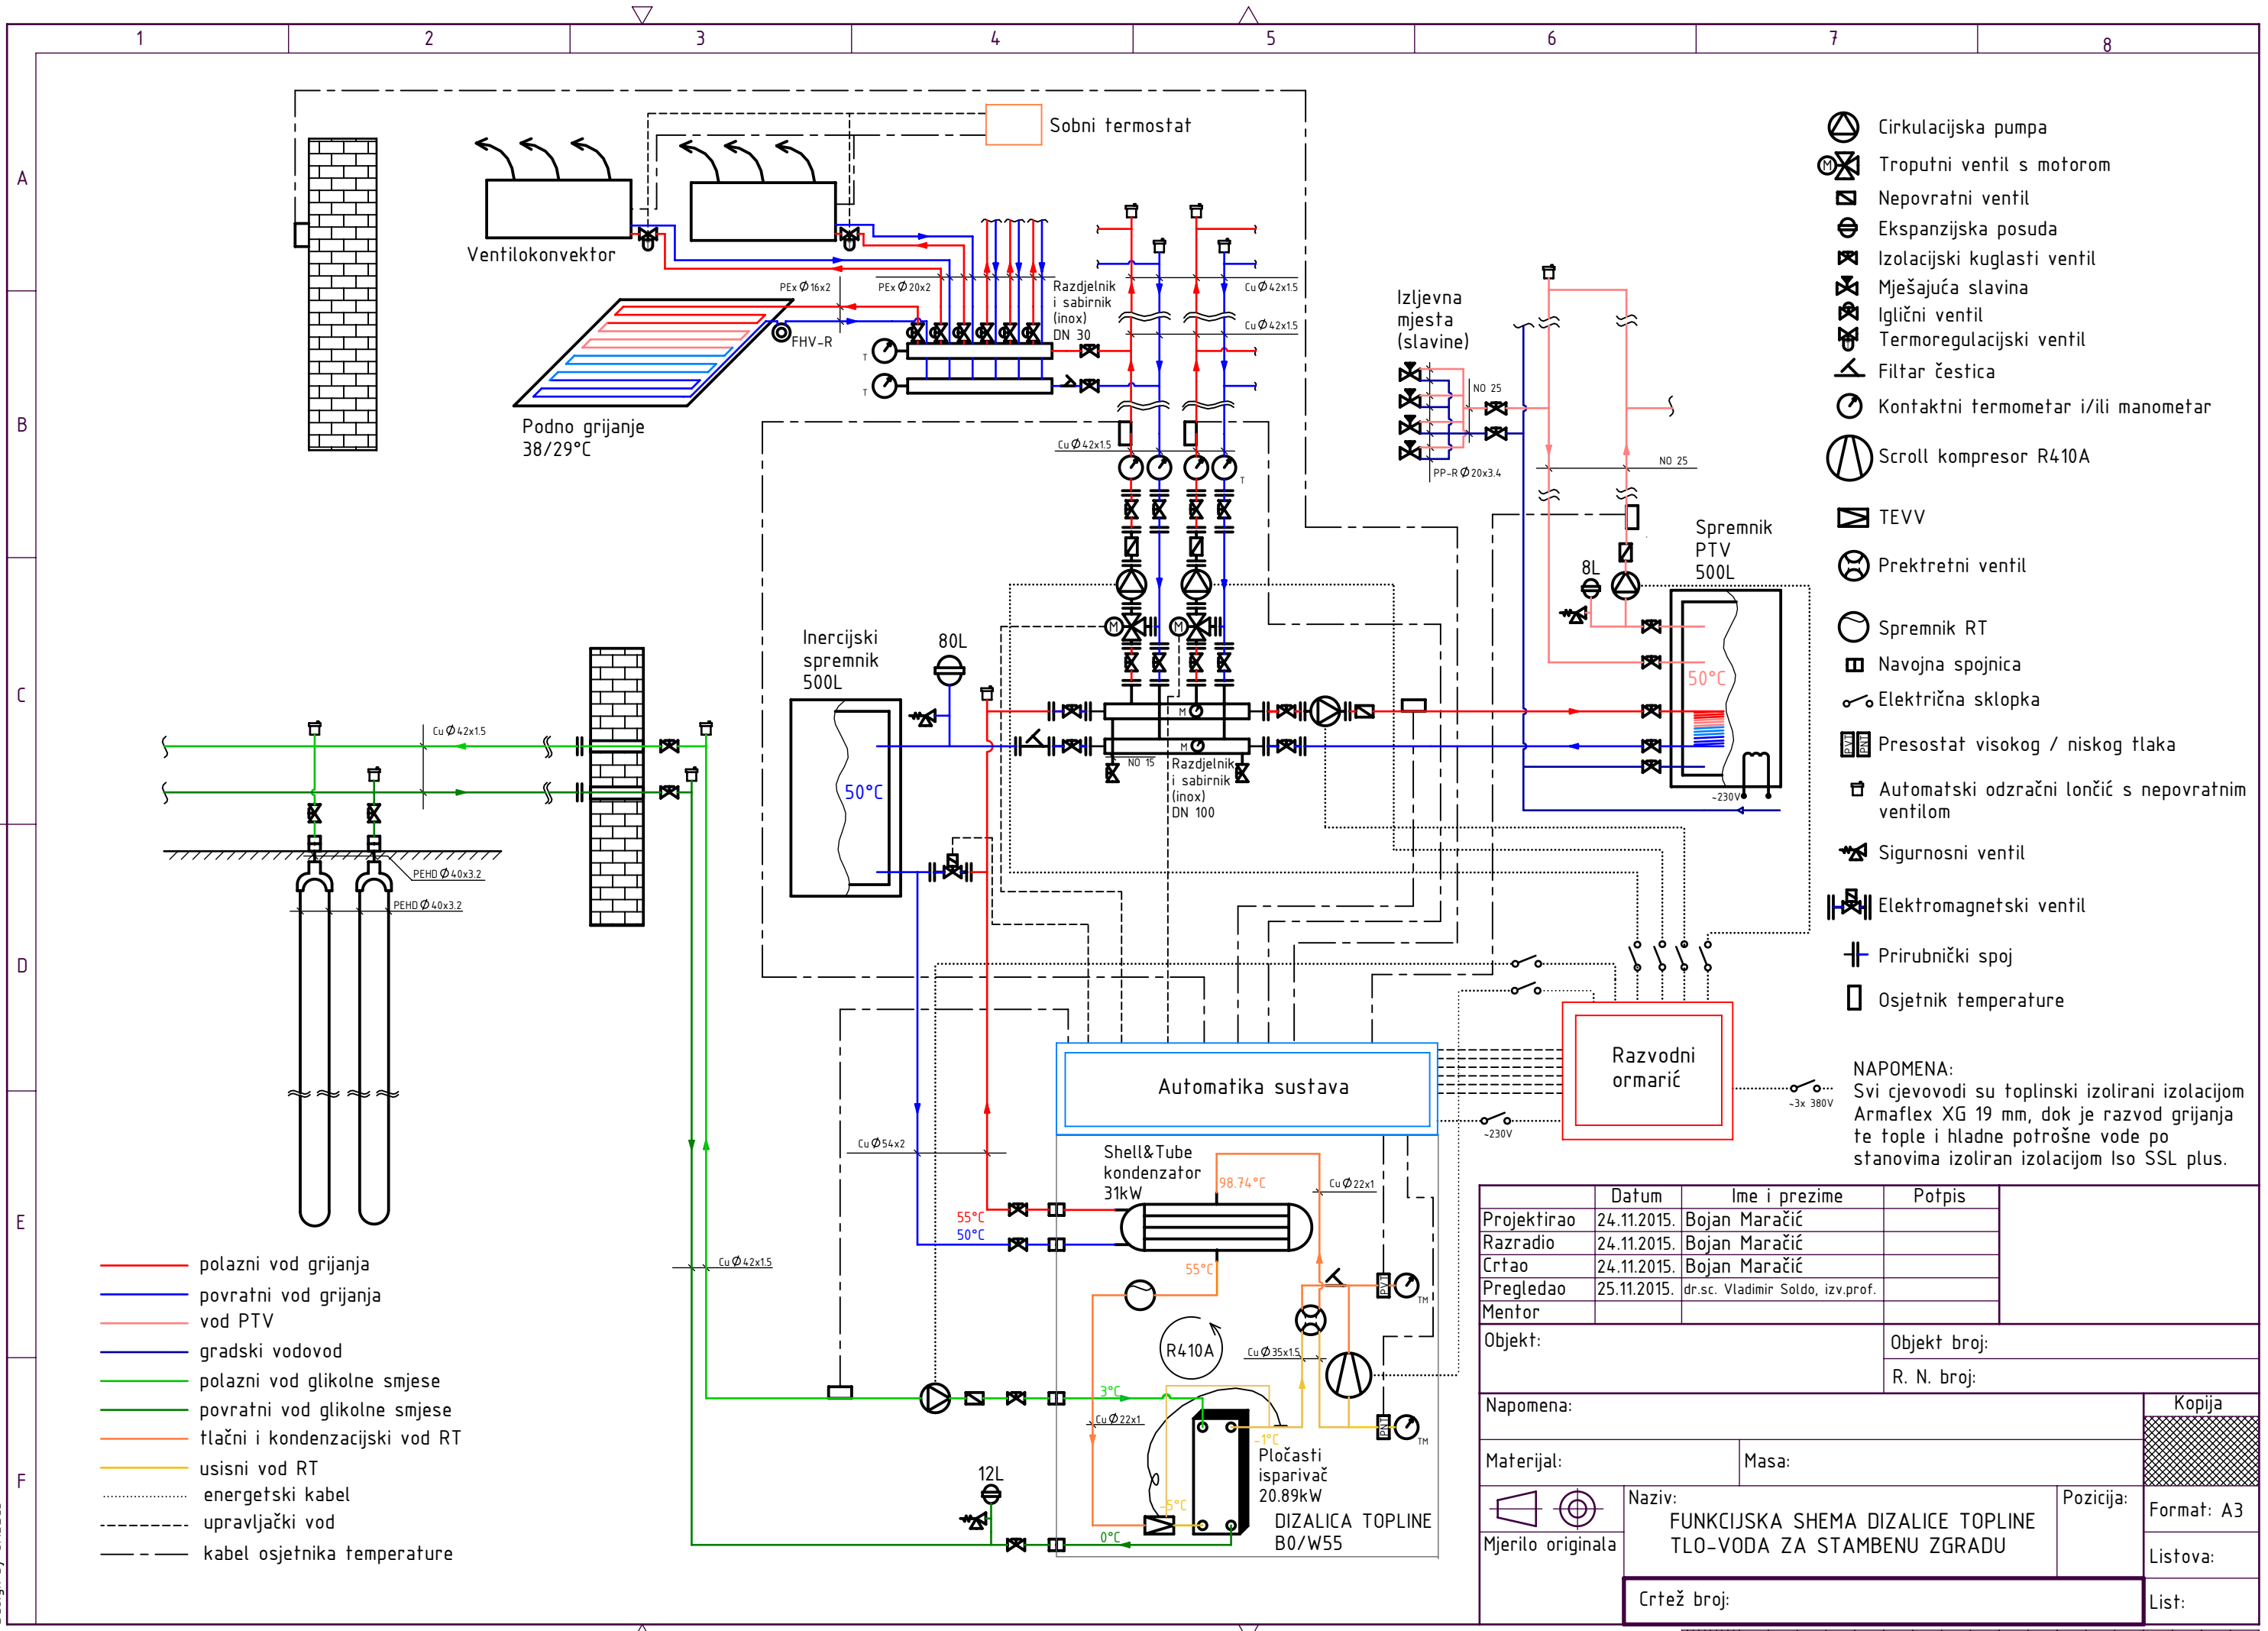 1 2 3 4 5 6 7 8
A
B
C
D
E
F
Sobni termostat
Ventilokonvektor
PEx Ø16x2
PEx Ø20x2
Razdjelnik
i sabirnik
(inox)
DN 30
FHV-R
T
T
Podno grijanje
38/29°C
Cu Ø42x1.5
Cu Ø42x1.5
Cu Ø42x1.5
T
Izljevna
mjesta
(slavine)
NO 25
PP-R Ø20x3.4
NO 25
Spremnik
PTV
500L
8L
50°C
~230V
Inercijski
spremnik
500L
80L
50°C
M
M
M
M
NO 15
Razdjelnik
i sabirnik
(inox)
DN 100
Cu Ø42x1.5
PEHD Ø40x3.2
PEHD Ø40x3.2
Cu Ø54x2
Cu Ø42x1.5
Automatika sustava
Razvodni
ormarić
~3x 380V
~230V
Shell&Tube
kondenzator
31kW
98.74°C
Cu Ø22x1
55°C
50°C
55°C
R410A
Cu Ø35x1.5
PVT
TM
PNT
TM
3°C
Cu Ø22x1
-1°C
Pločasti
isparivač
20.89kW
-5°C
0°C
12L
DIZALICA TOPLINE
B0/W55
Cirkulacijska pumpa
M
Troputni ventil s motorom
Nepovratni ventil
Ekspanzijska posuda
Izolacijski kuglasti ventil
Mješajuća slavina
Iglični ventil
Termoregulacijski ventil
Filtar čestica
Kontaktni termometar i/ili manometar
Scroll kompresor R410A
TEVV
Prektretni ventil
Spremnik RT
Navojna spojnica
Električna sklopka
PVT PNT
Presostat visokog / niskog tlaka
Automatski odzračni lončić s nepovratnim
ventilom
Sigurnosni ventil
Elektromagnetski ventil
Prirubnički spoj
Osjetnik temperature
NAPOMENA:
Svi cjevovodi su toplinski izolirani izolacijom
Armaflex XG 19 mm, dok je razvod grijanja
te tople i hladne potrošne vode po
stanovima izoliran izolacijom Iso SSL plus.
polazni vod grijanja
povratni vod grijanja
vod PTV
gradski vodovod
polazni vod glikolne smjese
povratni vod glikolne smjese
tlačni i kondenzacijski vod RT
usisni vod RT
energetski kabel
upravljački vod
kabel osjetnika temperature
Datum Ime i prezime Potpis
Projektirao 24.11.2015. Bojan Maračić
Razradio 24.11.2015. Bojan Maračić
Crtao 24.11.2015. Bojan Maračić
Pregledao 25.11.2015. dr.sc. Vladimir Soldo, izv.prof.
Mentor
Objekt:
Objekt broj:
R. N. broj:
Napomena:
Kopija
Materijal:
Masa:
Naziv:
FUNKCIJSKA SHEMA DIZALICE TOPLINE
TLO-VODA ZA STAMBENU ZGRADU
Pozicija:
Format: A3
Mjerilo originala
Listova:
Crtež broj:
List: